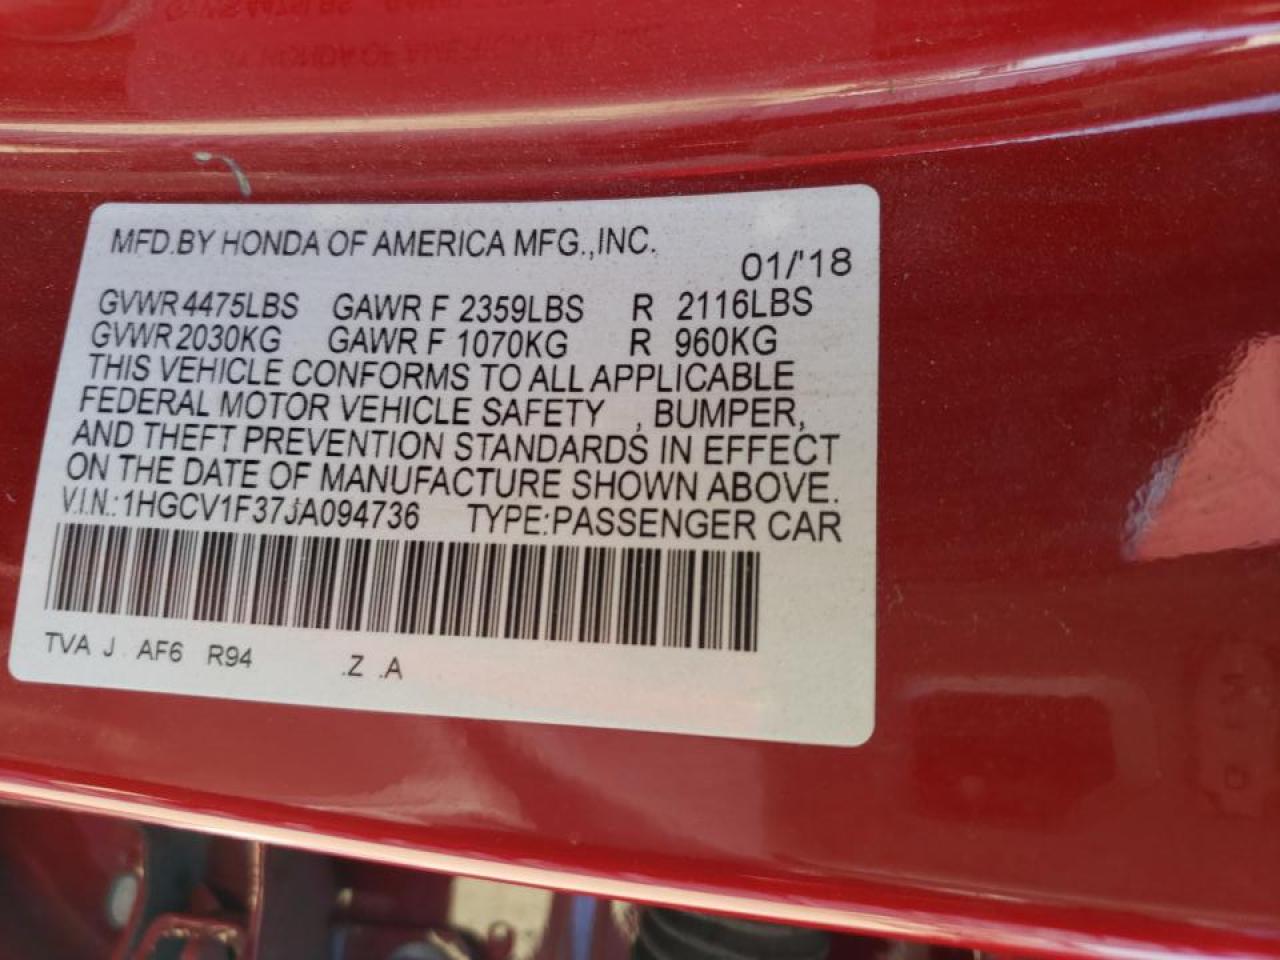 MFD.BY HONDA OF AMERICA MFG.,INC.
01/'18
GVWR 4475LBS GAWR F 2359LBS R 2116LBS
GVWR 2030KG GAWR F 1070KG R 960KG
THIS VEHICLE CONFORMS TO ALL APPLICABLE
FEDERAL MOTOR VEHICLE SAFETY , BUMPER,
AND THEFT PREVENTION STANDARDS IN EFFECT
ON THE DATE OF MANUFACTURE SHOWN ABOVE.
V.I.N.:1HGCV1F37JA094736 TYPE:PASSENGER CAR
TVA J . AF6 R94 .Z .A